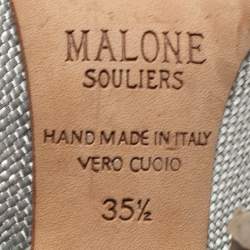 MALONE
SOULIERS
HAND MADE IN ITALY
VERO CUOIO
35½